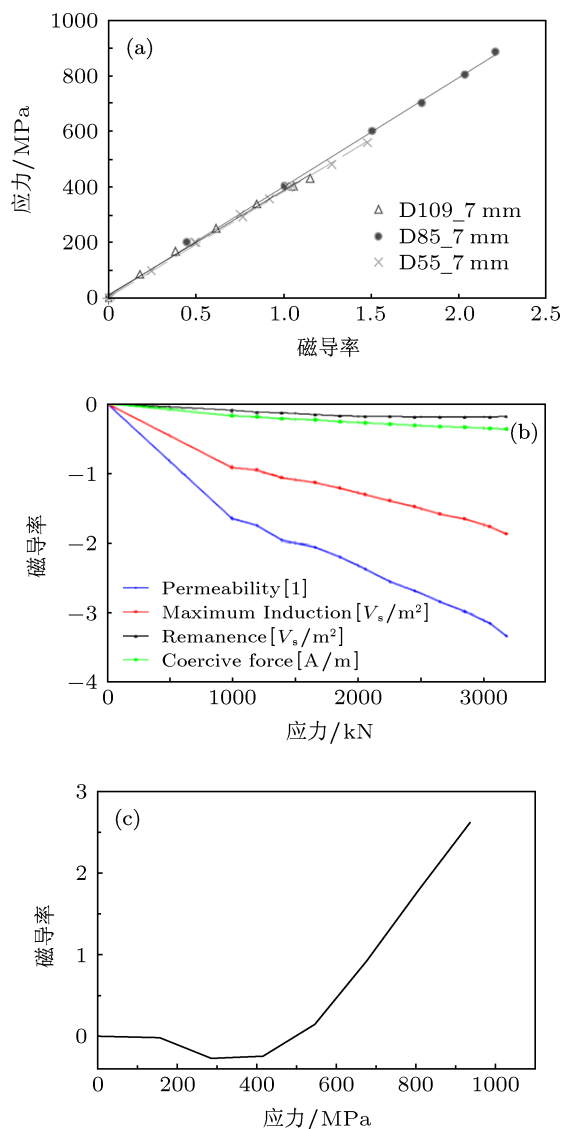 (a)
1000
800
600
400
200
0
应力/MPa
D109_7 mm
D85_7 mm
D55_7 mm
0 0.5 1.0 1.5 2.0 2.5
磁导率
(b)
0
−1
−2
−3
−4
磁导率
Permeability[1]
Maximum Induction[Vs/m²]
Remanence[Vs/m²]
Coercive force[A/m]
0 1000 2000 3000
应力/kN
(c)
3
2
1
0
磁导率
0 200 400 600 800 1000
应力/MPa